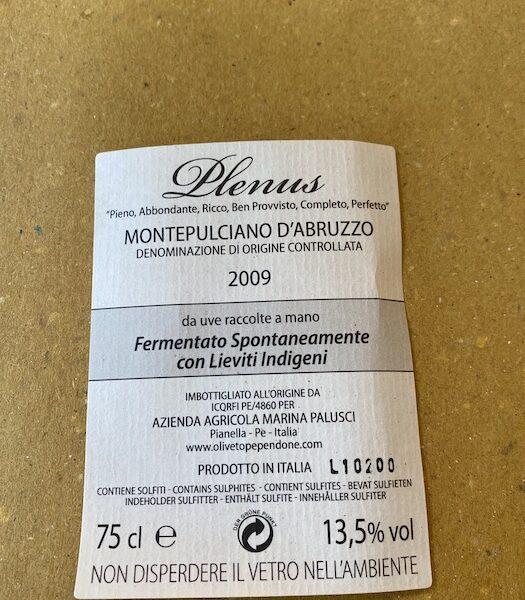 Plenus
"Pieno, Abbondante, Ricco, Ben Provvisto, Completo, Perfetto"
MONTEPULCIANO D'ABRUZZO
DENOMINAZIONE DI ORIGINE CONTROLLATA
2009
da uve raccolte a mano
Fermentato Spontaneamente
con Lieviti Indigeni
IMBOTTIGLIATO ALL'ORIGINE DA
ICQRFI PE/4860 PER
AZIENDA AGRICOLA MARINA PALUSCI
Pianella - Pe - Italia
www.olivetopependone.com
PRODOTTO IN ITALIA L10200
CONTIENE SOLFITI - CONTAINS SULPHITES - CONTIENT SULFITES - BEVAT SULFIETEN
INDEHOLDER SULFITTER - ENTHÄLT SULFITE - INNEHÅLLER SULFITER
DER GRÜNE PUNKT
75 cl e 13,5% vol
NON DISPERDERE IL VETRO NELL'AMBIENTE